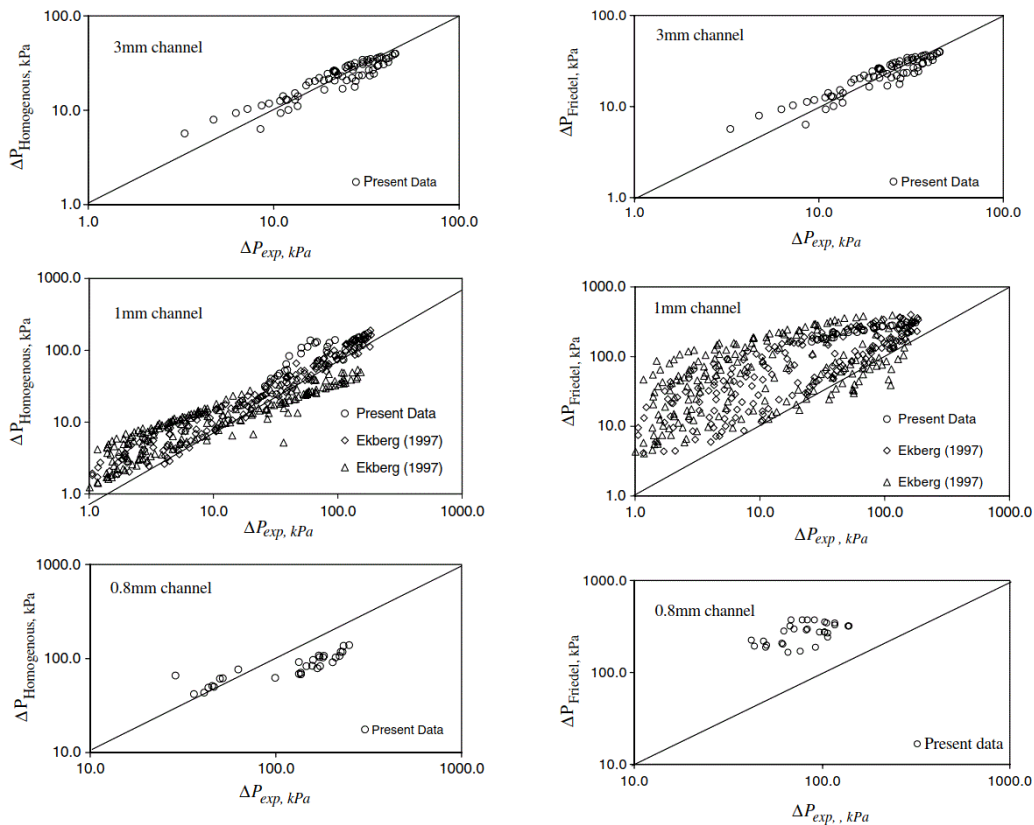 100.0
3mm channel
ΔP_Homogenous, kPa
10.0
Present Data
1.0
1.0
10.0
100.0
ΔP_exp, kPa
100.0
3mm channel
ΔP_Friedel, kPa
10.0
Present Data
1.0
1.0
10.0
100.0
ΔP_exp, kPa
1000.0
1mm channel
ΔP_Homogenous, kPa
100.0
10.0
Present Data
Ekberg (1997)
Ekberg (1997)
1.0
1.0
10.0
100.0
1000.0
ΔP_exp, kPa
1000.0
1mm channel
ΔP_Friedel, kPa
100.0
10.0
Present Data
Ekberg (1997)
Ekberg (1997)
1.0
1.0
10.0
100.0
1000.0
ΔP_exp , kPa
1000.0
0.8mm channel
ΔP_Homogenous, kPa
100.0
Present Data
10.0
10.0
100.0
1000.0
ΔP_exp, kPa
1000.0
0.8mm channel
ΔP_Friedel, kPa
100.0
Present data
10.0
10.0
100.0
1000.0
ΔP_exp, , kPa